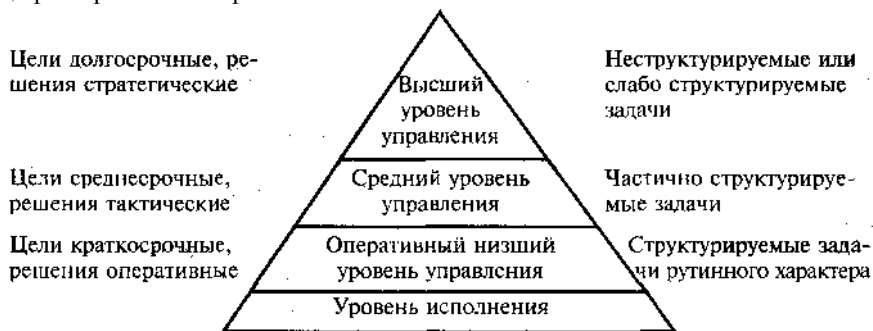 Цели долгосрочные, ре-
шения стратегические
Высший
уровень
управления
Неструктурируемые или
слабо структурируемые
задачи
Цели среднесрочные,
решения тактические
Средний уровень
управления
Частично структурируе-
мые задачи
Цели краткосрочные,
решения оперативные
Оперативный низший
уровень управления
Структурируемые зада-
чи рутинного характера
Уровень исполнения